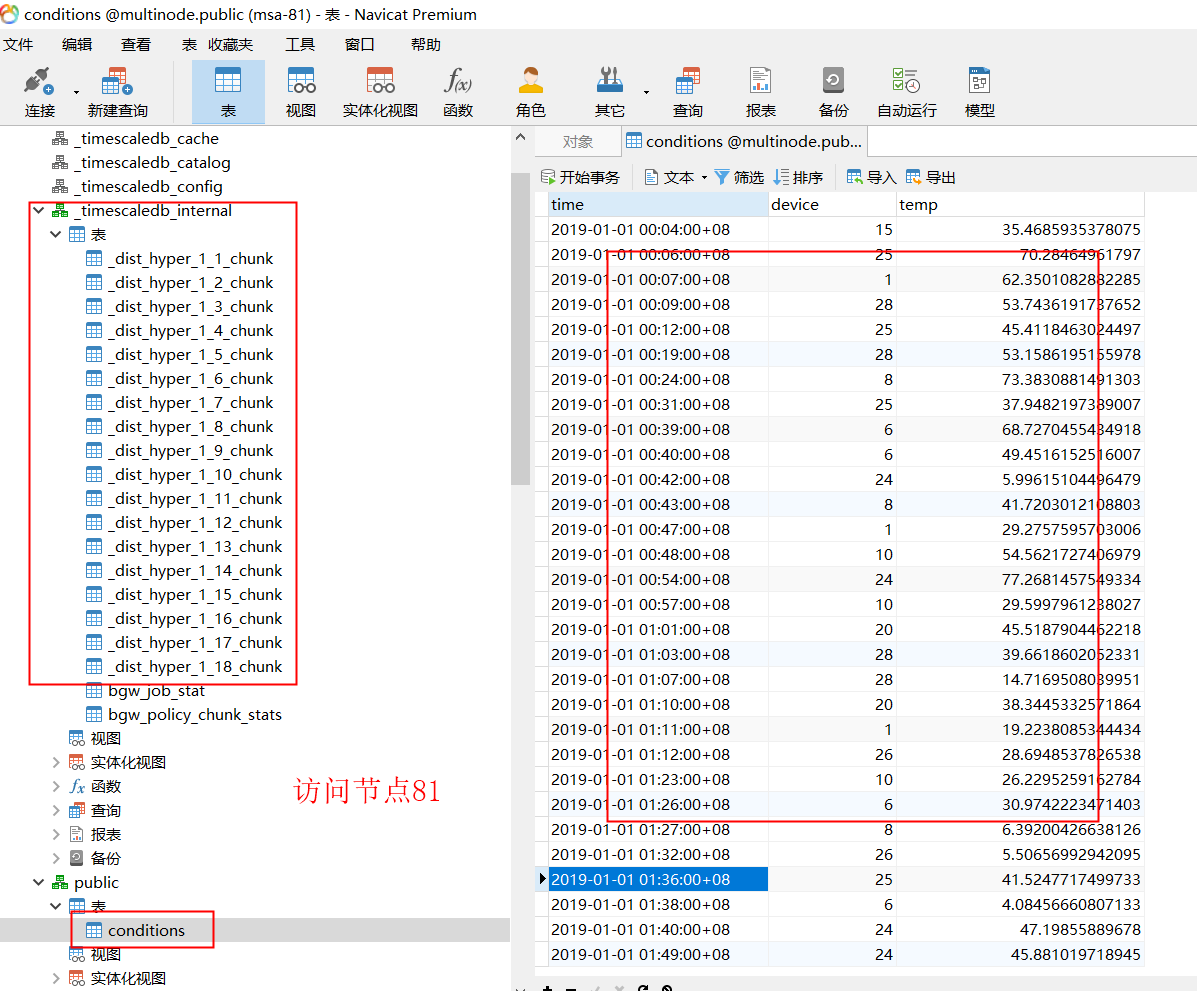 conditions @multinode.public (msa-81) - 表 - Navicat Premium
文件 编辑 查看 表 收藏夹 工具 窗口 帮助
连接 新建查询 表 视图 实体化视图 函数 角色 其它 查询 报表 备份 自动运行 模型
_timescaledb_cache
_timescaledb_catalog
_timescaledb_config
_timescaledb_internal
表
_dist_hyper_1_1_chunk
_dist_hyper_1_2_chunk
_dist_hyper_1_3_chunk
_dist_hyper_1_4_chunk
_dist_hyper_1_5_chunk
_dist_hyper_1_6_chunk
_dist_hyper_1_7_chunk
_dist_hyper_1_8_chunk
_dist_hyper_1_9_chunk
_dist_hyper_1_10_chunk
_dist_hyper_1_11_chunk
_dist_hyper_1_12_chunk
_dist_hyper_1_13_chunk
_dist_hyper_1_14_chunk
_dist_hyper_1_15_chunk
_dist_hyper_1_16_chunk
_dist_hyper_1_17_chunk
_dist_hyper_1_18_chunk
bgw_job_stat
bgw_policy_chunk_stats
视图
实体化视图
函数
查询
报表
备份
public
表
conditions
视图
实体化视图
访问节点81
对象 conditions @multinode.pub...
开始事务 文本 筛选 排序 导入 导出
time device temp
2019-01-01 00:04:00+08 15 35.4685935378075
2019-01-01 00:06:00+08 25 70.28464961797
2019-01-01 00:07:00+08 1 62.3501082882285
2019-01-01 00:09:00+08 28 53.7436191737652
2019-01-01 00:12:00+08 25 45.4118463024497
2019-01-01 00:19:00+08 28 53.1586195155978
2019-01-01 00:24:00+08 8 73.3830881491303
2019-01-01 00:31:00+08 25 37.9482197389007
2019-01-01 00:39:00+08 6 68.7270455434918
2019-01-01 00:40:00+08 6 49.4516152516007
2019-01-01 00:42:00+08 24 5.99615104496479
2019-01-01 00:43:00+08 8 41.7203012108803
2019-01-01 00:47:00+08 1 29.2757595703006
2019-01-01 00:48:00+08 10 54.5621727406979
2019-01-01 00:54:00+08 24 77.2681457549334
2019-01-01 00:57:00+08 10 29.5997961238027
2019-01-01 01:01:00+08 20 45.5187904462218
2019-01-01 01:03:00+08 28 39.6618602052331
2019-01-01 01:07:00+08 28 14.7169508039951
2019-01-01 01:10:00+08 20 38.3445332571864
2019-01-01 01:11:00+08 1 19.2238085344434
2019-01-01 01:12:00+08 26 28.6948537826538
2019-01-01 01:23:00+08 10 26.2295259162784
2019-01-01 01:26:00+08 6 30.9742223471403
2019-01-01 01:27:00+08 8 6.39200426638126
2019-01-01 01:32:00+08 26 5.50656992942095
2019-01-01 01:36:00+08 25 41.5247717499733
2019-01-01 01:38:00+08 6 4.08456660807133
2019-01-01 01:40:00+08 24 47.19855889678
2019-01-01 01:49:00+08 24 45.881019718945